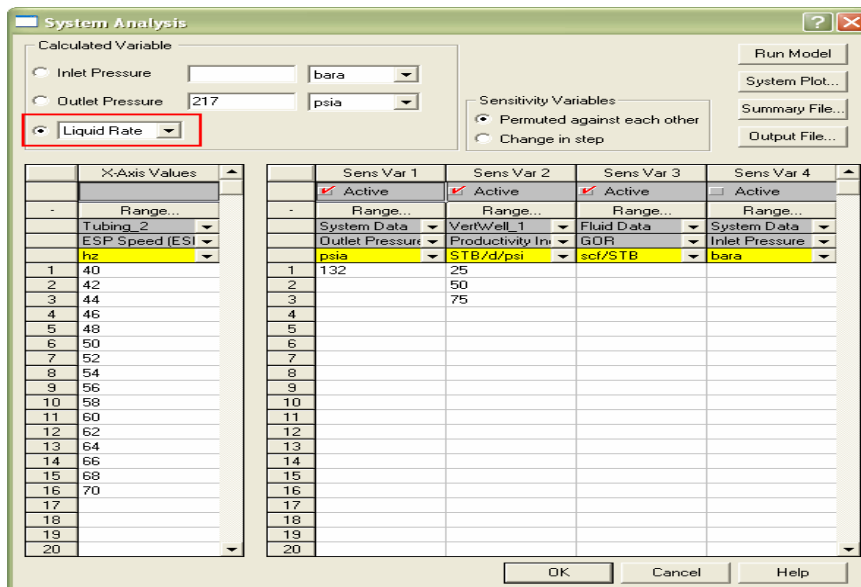 System Analysis
Calculated Variable
Inlet Pressure bara
Outlet Pressure 217 psia
Liquid Rate
Sensitivity Variables
Permuted against each other
Change in step
Run Model
System Plot...
Summary File...
Output File...
X-Axis Values Sens Var 1 Sens Var 2 Sens Var 3 Sens Var 4
Active Active Active Active
- Range... - Range... Range... Range... Range...
Tubing_2 System Data VertWell_1 Fluid Data System Data
ESP Speed (ESI Outlet Pressure Productivity In GOR Inlet Pressure
hz psia STB/d/psi scf/STB bara
1 40 1 132 25
2 42 2 50
3 44 3 75
4 46 4
5 48 5
6 50 6
7 52 7
8 54 8
9 56 9
10 58 10
11 60 11
12 62 12
13 64 13
14 66 14
15 68 15
16 70 16
17 17
18 18
19 19
20 20
OK Cancel Help